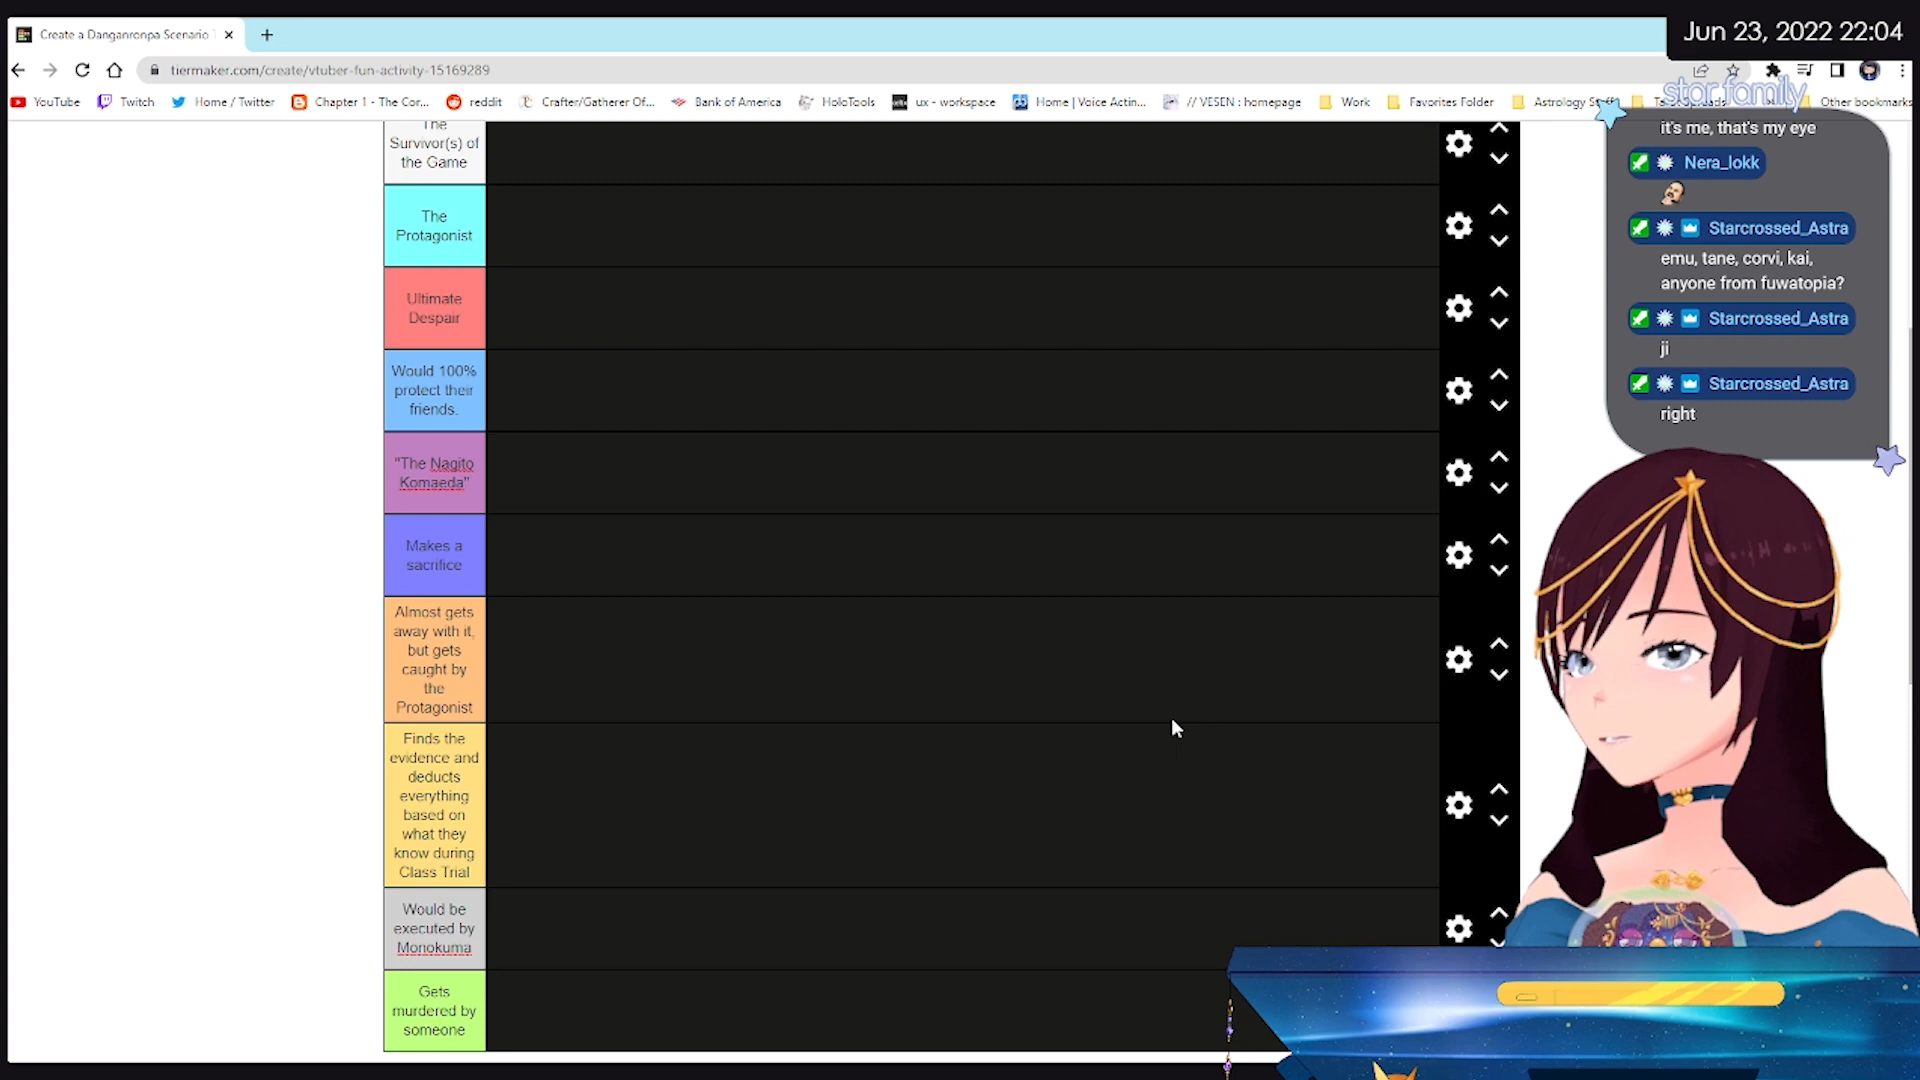 Create a Danganronpa Scenario
Jun 23, 2022 22:04
tiermaker.com/create/vtuber-fun-activity-15169289
YouTube
Twitch
Home / Twitter
Chapter 1 - The Cor...
reddit
Crafter/Gatherer Of...
Bank of America
HoloTools
ux - workspace
Home | Voice Actin...
// VESEN : homepage
Work
Favorites Folder
Astrology
Other bookmarks
star family
The
Survivor(s) of
the Game
The
Protagonist
Ultimate
Despair
Would 100%
protect their
friends.
"The Nagito
Komaeda"
Makes a
sacrifice
Almost gets
away with it,
but gets
caught by
the
Protagonist
Finds the
evidence and
deducts
everything
based on
what they
know during
Class Trial
Would be
executed by
Monokuma
Gets
murdered by
someone
it's me, that's my eye
Nera_lokk
Starcrossed_Astra
emu, tane, corvi, kai,
anyone from fuwatopia?
Starcrossed_Astra
ji
Starcrossed_Astra
right